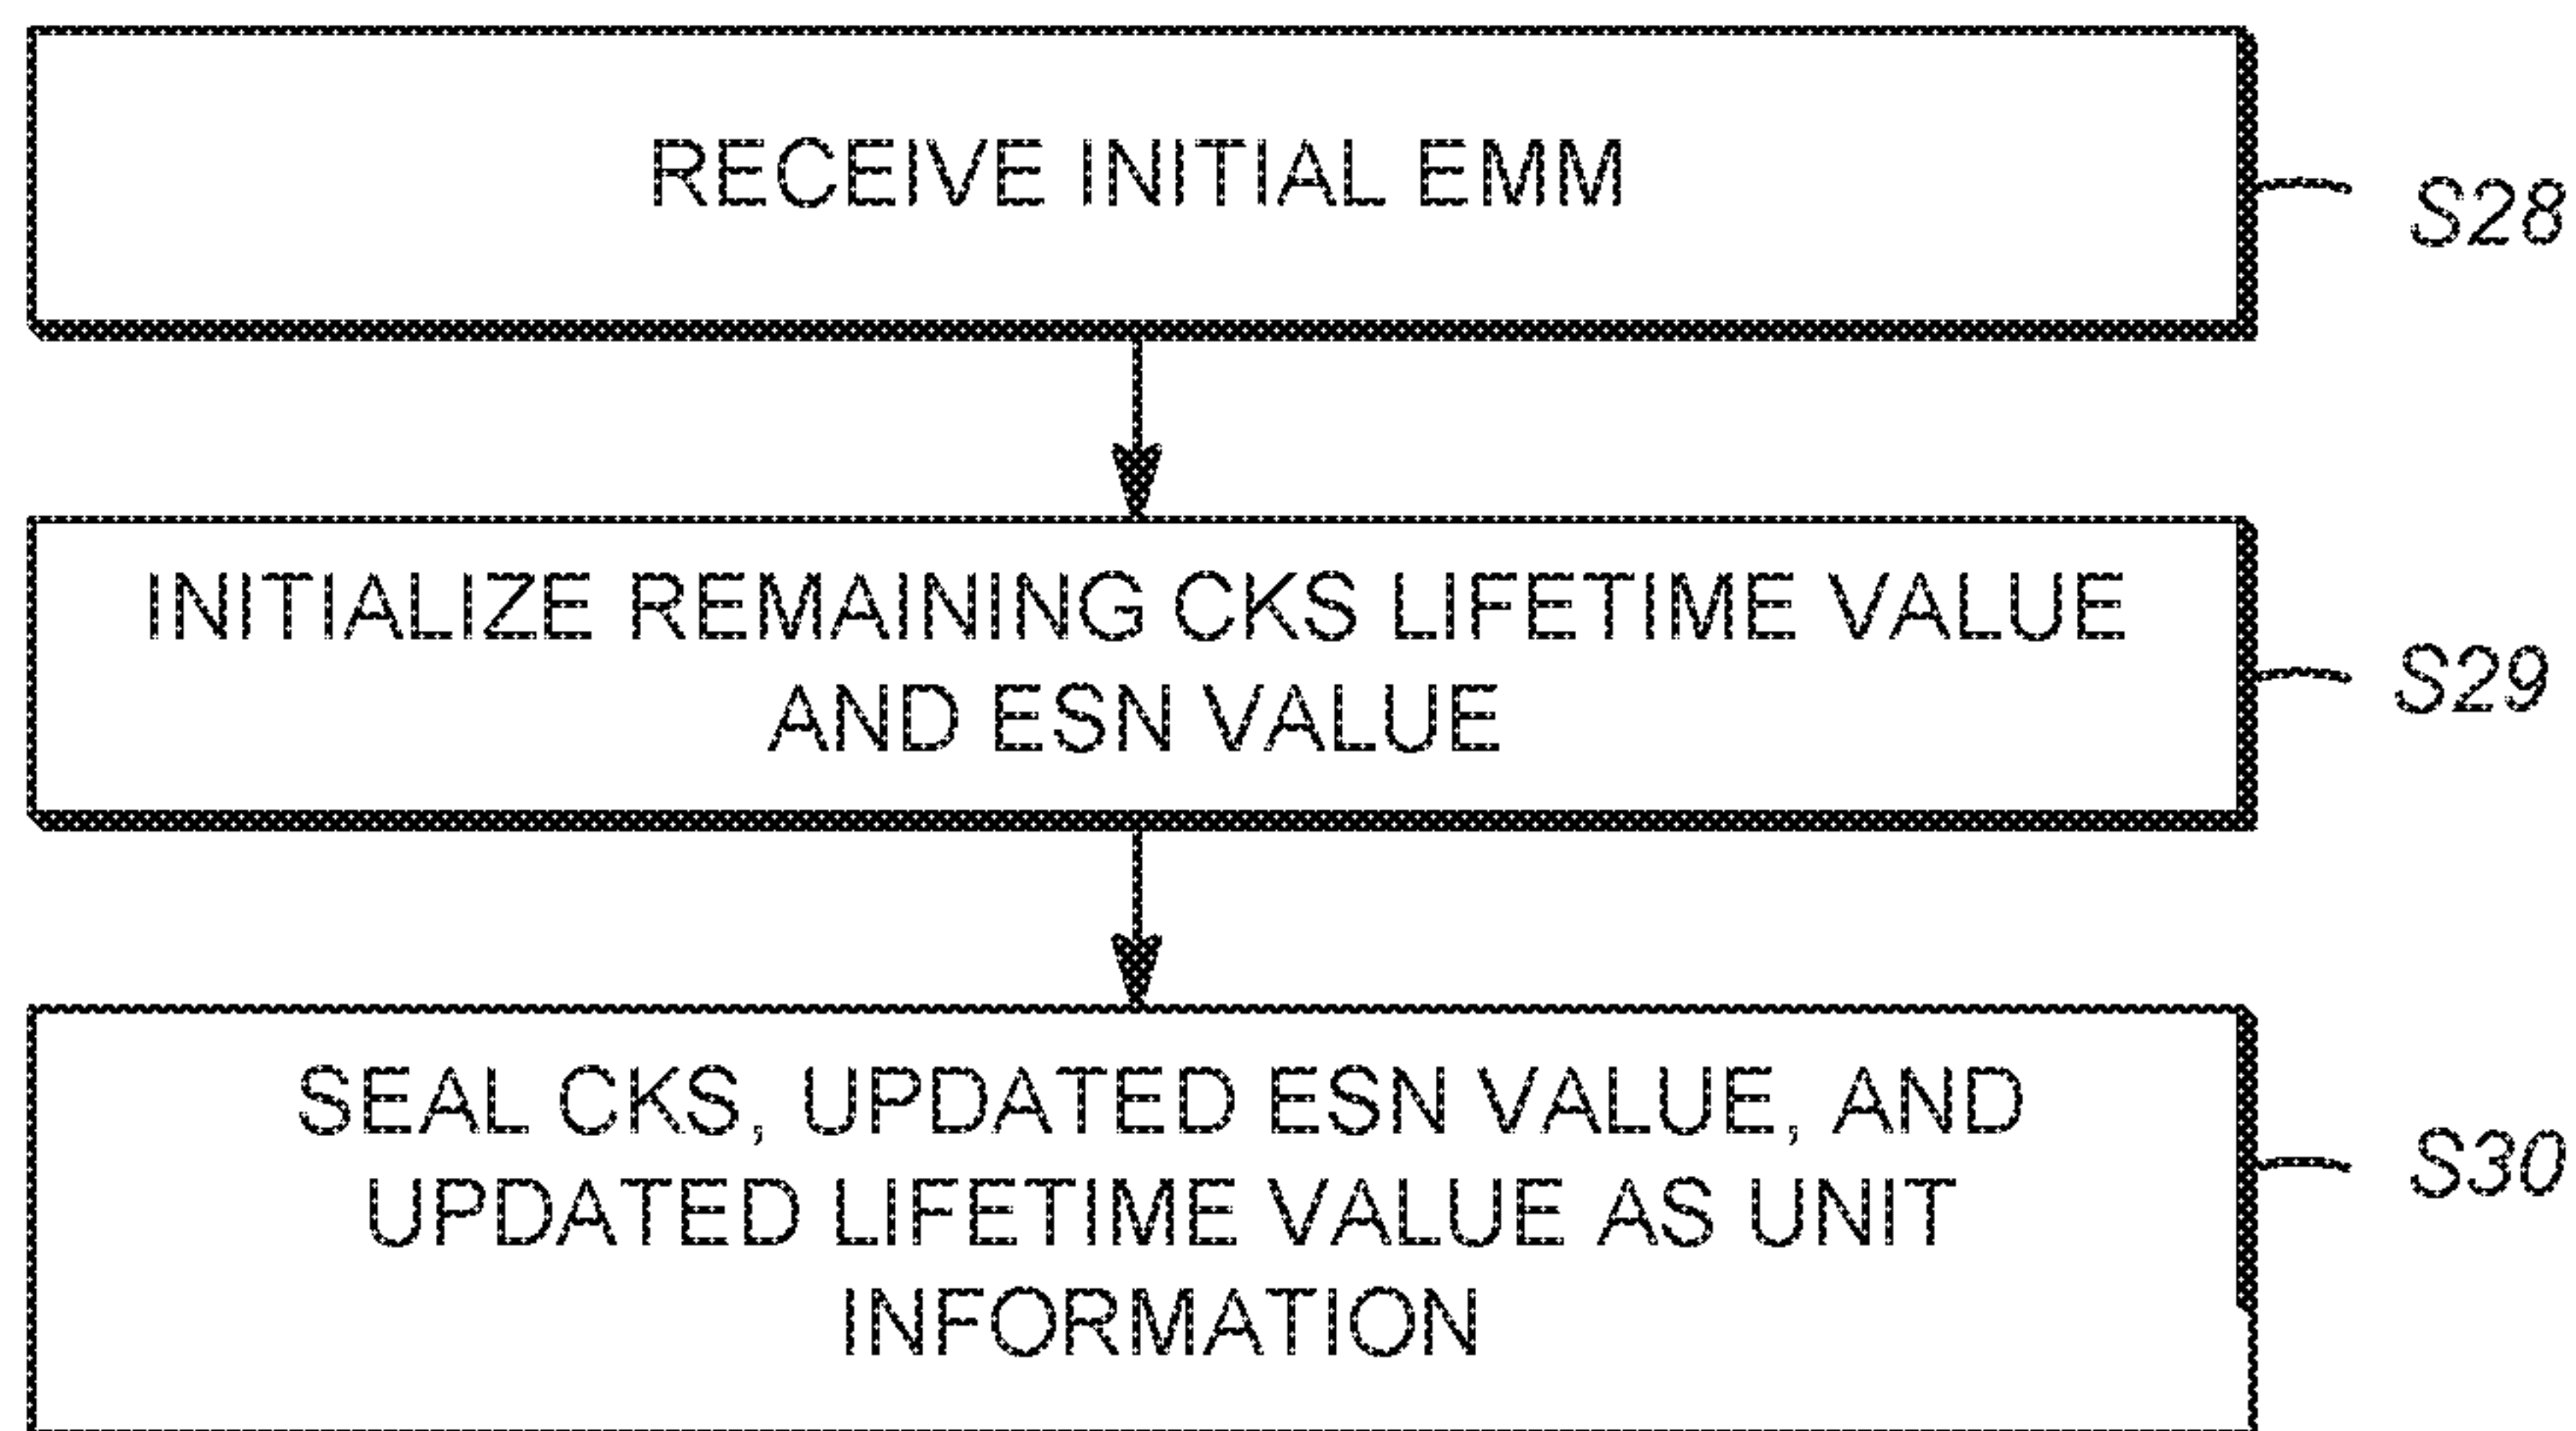 RECEIVE INITIAL EMM
S28
INITIALIZE REMAINING CKS LIFETIME VALUE
AND ESN VALUE
S29
SEAL CKS, UPDATED ESN VALUE, AND
UPDATED LIFETIME VALUE AS UNIT
INFORMATION
S30